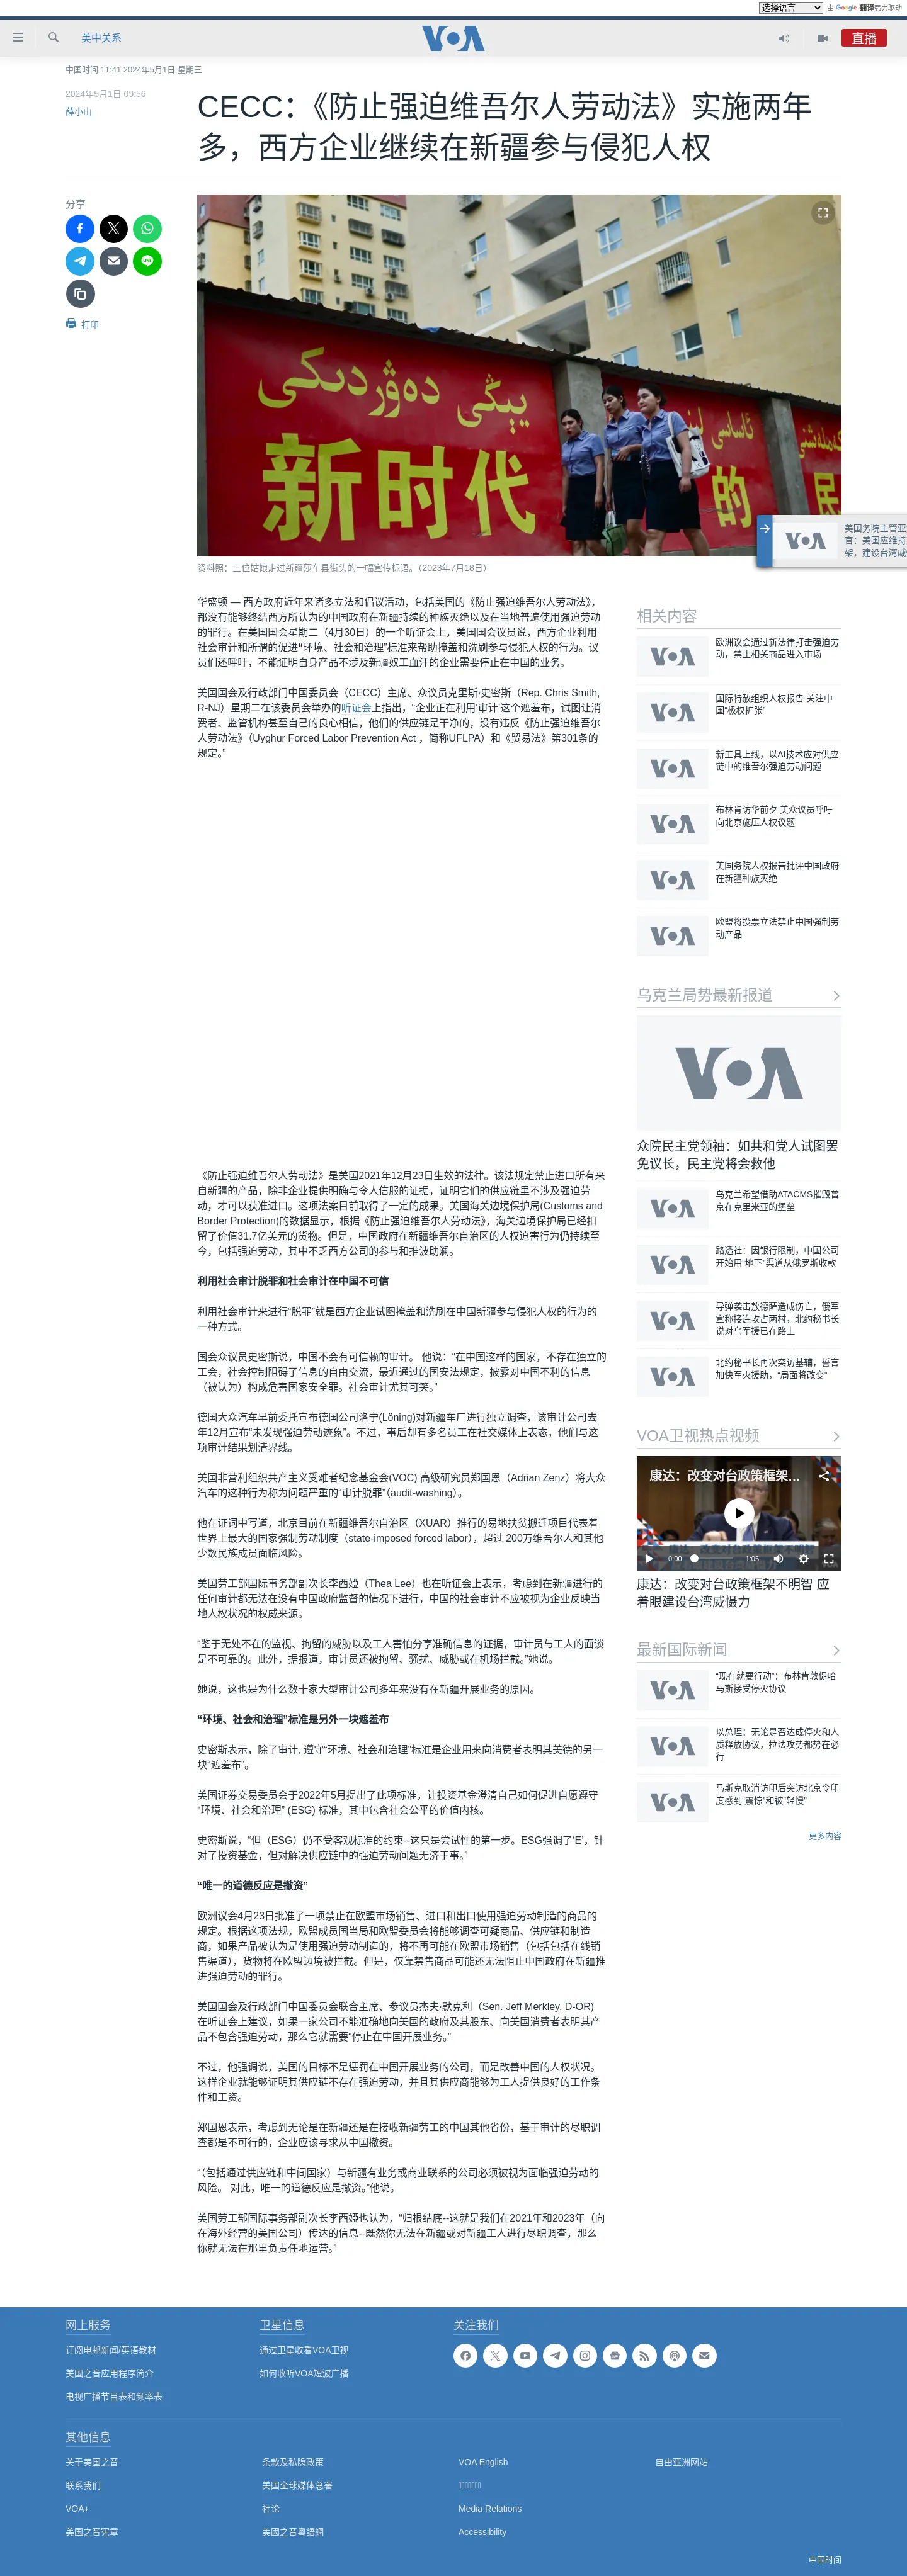 选择语言 由 Google 翻译强力驱动
美中关系
VOA
直播
中国时间 11:41 2024年5月1日 星期三
2024年5月1日 09:56
薛小山
CECC：《防止强迫维吾尔人劳动法》实施两年
多，西方企业继续在新疆参与侵犯人权
分享
打印
新时代
资料照：三位姑娘走过新疆莎车县街头的一幅宣传标语。（2023年7月18日）
美国务院主管亚
官：美国应维持
架，建设台湾威
华盛顿 — 西方政府近年来诸多立法和倡议活动，包括美国的《防止强迫维吾尔人劳动法》，
都没有能够终结西方所认为的中国政府在新疆持续的种族灭绝以及在当地普遍使用强迫劳动
的罪行。在美国国会星期二（4月30日）的一个听证会上，美国国会议员说，西方企业利用
社会审计和所谓的促进“环境、社会和治理”标准来帮助掩盖和洗刷参与侵犯人权的行为。议
员们还呼吁，不能证明自身产品不涉及新疆奴工血汗的企业需要停止在中国的业务。
美国国会及行政部门中国委员会（CECC）主席、众议员克里斯·史密斯（Rep. Chris Smith,
R-NJ）星期二在该委员会举办的听证会上指出，“企业正在利用‘审计’这个遮羞布，试图让消
费者、监管机构甚至自己的良心相信，他们的供应链是干净的，没有违反《防止强迫维吾尔
人劳动法》（Uyghur Forced Labor Prevention Act ，简称UFLPA）和《贸易法》第301条的
规定。”
《防止强迫维吾尔人劳动法》是美国2021年12月23日生效的法律。该法规定禁止进口所有来
自新疆的产品，除非企业提供明确与令人信服的证据，证明它们的供应链里不涉及强迫劳
动，才可以获准进口。这项法案目前取得了一定的成果。美国海关边境保护局(Customs and
Border Protection)的数据显示，根据《防止强迫维吾尔人劳动法》，海关边境保护局已经扣
留了价值31.7亿美元的货物。但是，中国政府在新疆维吾尔自治区的人权迫害行为仍持续至
今，包括强迫劳动，其中不乏西方公司的参与和推波助澜。
利用社会审计脱罪和社会审计在中国不可信
利用社会审计来进行“脱罪”就是西方企业试图掩盖和洗刷在中国新疆参与侵犯人权的行为的
一种方式。
国会众议员史密斯说，中国不会有可信赖的审计。 他说：“在中国这样的国家，不存在独立的
工会，社会控制阻碍了信息的自由交流，最近通过的国安法规定，披露对中国不利的信息
（被认为）构成危害国家安全罪。社会审计尤其可笑。”
德国大众汽车早前委托宣布德国公司洛宁(Löning)对新疆车厂进行独立调查，该审计公司去
年12月宣布“未发现强迫劳动迹象”。不过，事后却有多名员工在社交媒体上表态，他们与这
项审计结果划清界线。
美国非营利组织共产主义受难者纪念基金会(VOC) 高级研究员郑国恩（Adrian Zenz）将大众
汽车的这种行为称为问题严重的“审计脱罪”（audit-washing）。
他在证词中写道，北京目前在新疆维吾尔自治区（XUAR）推行的易地扶贫搬迁项目代表着
世界上最大的国家强制劳动制度（state-imposed forced labor），超过 200万维吾尔人和其他
少数民族成员面临风险。
美国劳工部国际事务部副次长李西婭（Thea Lee）也在听证会上表示，考虑到在新疆进行的
任何审计都无法在没有中国政府监督的情况下进行，中国的社会审计不应被视为企业反映当
地人权状况的权威来源。
“鉴于无处不在的监视、拘留的威胁以及工人害怕分享准确信息的证据，审计员与工人的面谈
是不可靠的。此外，据报道，审计员还被拘留、骚扰、威胁或在机场拦截。”她说。
她说，这也是为什么数十家大型审计公司多年来没有在新疆开展业务的原因。
“环境、社会和治理”标准是另外一块遮羞布
史密斯表示，除了审计, 遵守“环境、社会和治理”标准是企业用来向消费者表明其美德的另一
块“遮羞布”。
美国证券交易委员会于2022年5月提出了此项标准，让投资基金澄清自己如何促进自愿遵守
“环境、社会和治理” (ESG) 标准，其中包含社会公平的价值内核。
史密斯说，“但（ESG）仍不受客观标准的约束--这只是尝试性的第一步。ESG强调了‘E’，针
对了投资基金，但对解决供应链中的强迫劳动问题无济于事。”
“唯一的道德反应是撤资”
欧洲议会4月23日批准了一项禁止在欧盟市场销售、进口和出口使用强迫劳动制造的商品的
规定。根据这项法规，欧盟成员国当局和欧盟委员会将能够调查可疑商品、供应链和制造
商，如果产品被认为是使用强迫劳动制造的，将不再可能在欧盟市场销售（包括包括在线销
售渠道），货物将在欧盟边境被拦截。但是，仅靠禁售商品可能还无法阻止中国政府在新疆推
进强迫劳动的罪行。
美国国会及行政部门中国委员会联合主席、参议员杰夫·默克利（Sen. Jeff Merkley, D-OR)
在听证会上建议，如果一家公司不能准确地向美国的政府及其股东、向美国消费者表明其产
品不包含强迫劳动，那么它就需要“停止在中国开展业务。”
不过，他强调说，美国的目标不是惩罚在中国开展业务的公司，而是改善中国的人权状况。
这样企业就能够证明其供应链不存在强迫劳动，并且其供应商能够为工人提供良好的工作条
件和工资。
郑国恩表示，考虑到无论是在新疆还是在接收新疆劳工的中国其他省份，基于审计的尽职调
查都是不可行的，企业应该寻求从中国撤资。
“（包括通过供应链和中间国家）与新疆有业务或商业联系的公司必须被视为面临强迫劳动的
风险。 对此，唯一的道德反应是撤资。”他说。
美国劳工部国际事务部副次长李西婭也认为，“归根结底--这就是我们在2021年和2023年（向
在海外经营的美国公司）传达的信息--既然你无法在新疆或对新疆工人进行尽职调查，那么
你就无法在那里负责任地运营。”
相关内容
欧洲议会通过新法律打击强迫劳
动，禁止相关商品进入市场
国际特赦组织人权报告 关注中
国“极权扩张”
新工具上线，以AI技术应对供应
链中的维吾尔强迫劳动问题
布林肯访华前夕 美众议员呼吁
向北京施压人权议题
美国务院人权报告批评中国政府
在新疆种族灭绝
欧盟将投票立法禁止中国强制劳
动产品
乌克兰局势最新报道
众院民主党领袖：如共和党人试图罢
免议长，民主党将会救他
乌克兰希望借助ATACMS摧毁普
京在克里米亚的堡垒
路透社：因银行限制，中国公司
开始用“地下”渠道从俄罗斯收款
导弹袭击敖德萨造成伤亡，俄军
宣称接连攻占两村，北约秘书长
说对乌军援已在路上
北约秘书长再次突访基辅，誓言
加快军火援助，“局面将改变”
VOA卫视热点视频
康达：改变对台政策框架...
0:00 1:05
康达：改变对台政策框架不明智 应
着眼建设台湾威慑力
最新国际新闻
“现在就要行动”：布林肯敦促哈
马斯接受停火协议
以总理：无论是否达成停火和人
质释放协议，拉法攻势都势在必
行
马斯克取消访印后突访北京令印
度感到“震惊”和被“轻慢”
更多内容
网上服务
订阅电邮新闻/英语教材
美国之音应用程序简介
电视广播节目表和频率表
卫星信息
通过卫星收看VOA卫视
如何收听VOA短波广播
关注我们
其他信息
关于美国之音
联系我们
VOA+
美国之音宪章
条款及私隐政策
美国全球媒体总署
社论
美國之音粵語網
VOA English
Media Relations
Accessibility
自由亚洲网站
中国时间